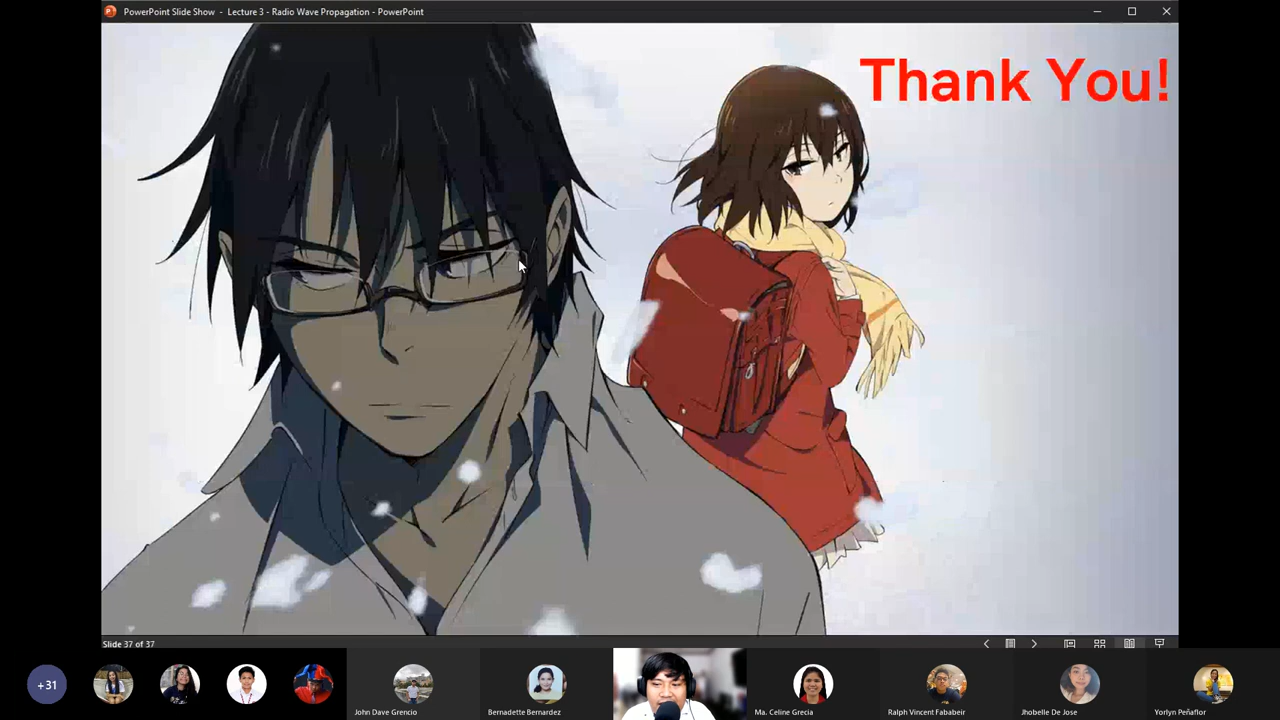 PowerPoint Slide Show - Lecture 3 - Radio Wave Propagation - PowerPoint
Thank You!
Slide 37 of 37
+31
John Dave Grencio
Bernadette Bernardez
Ma. Celine Grecia
Ralph Vincent Fababeir
Jhobelle De Jose
Yorlyn Peñaflor